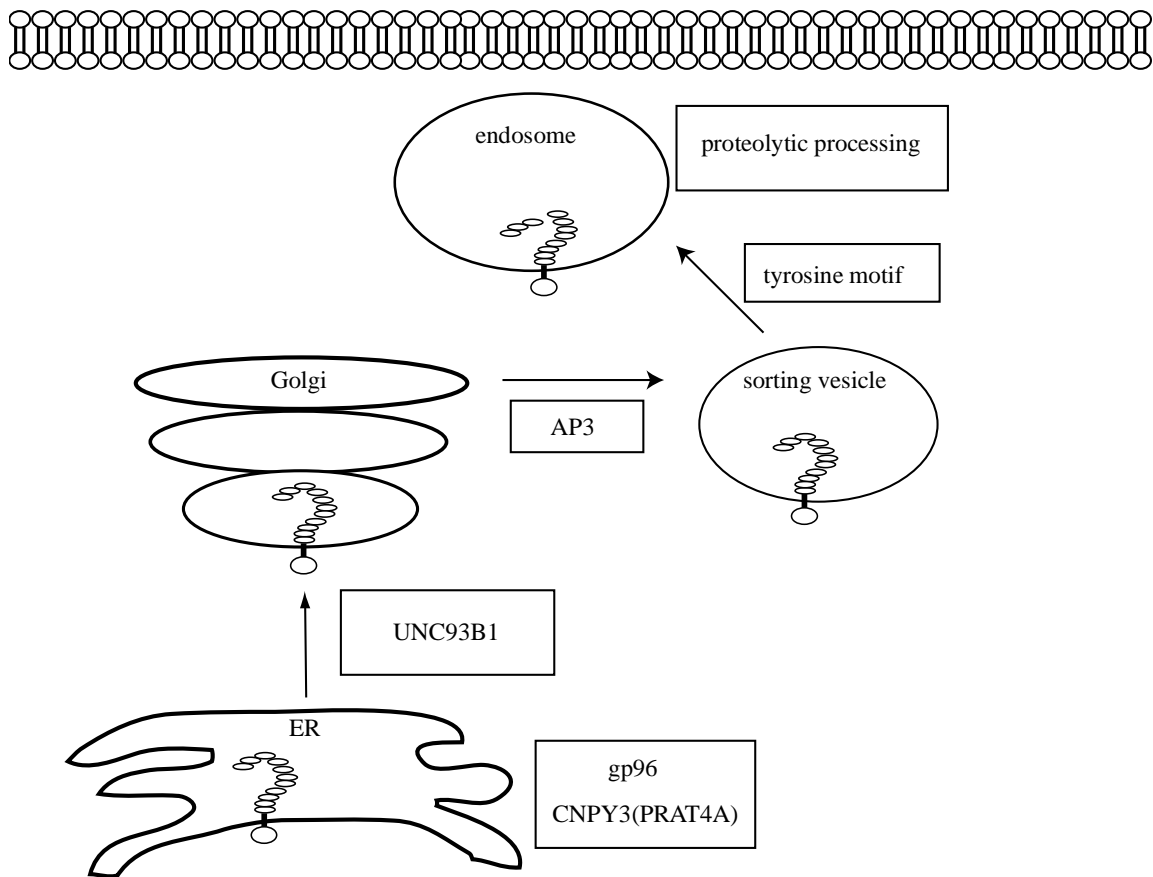 endosome
proteolytic processing
tyrosine motif
Golgi
sorting vesicle
AP3
UNC93B1
ER
gp96
CNPY3(PRAT4A)